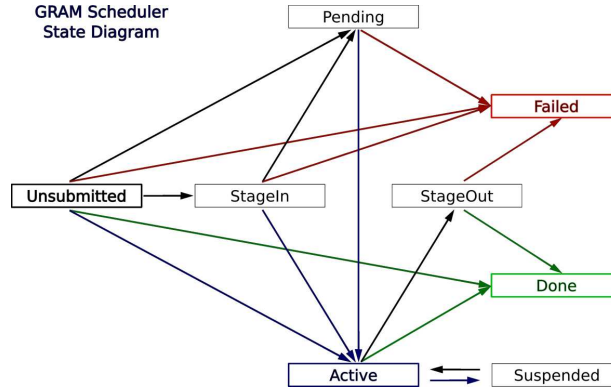 GRAM Scheduler
State Diagram
Pending
Failed
Unsubmitted
StageIn
StageOut
Done
Active
Suspended